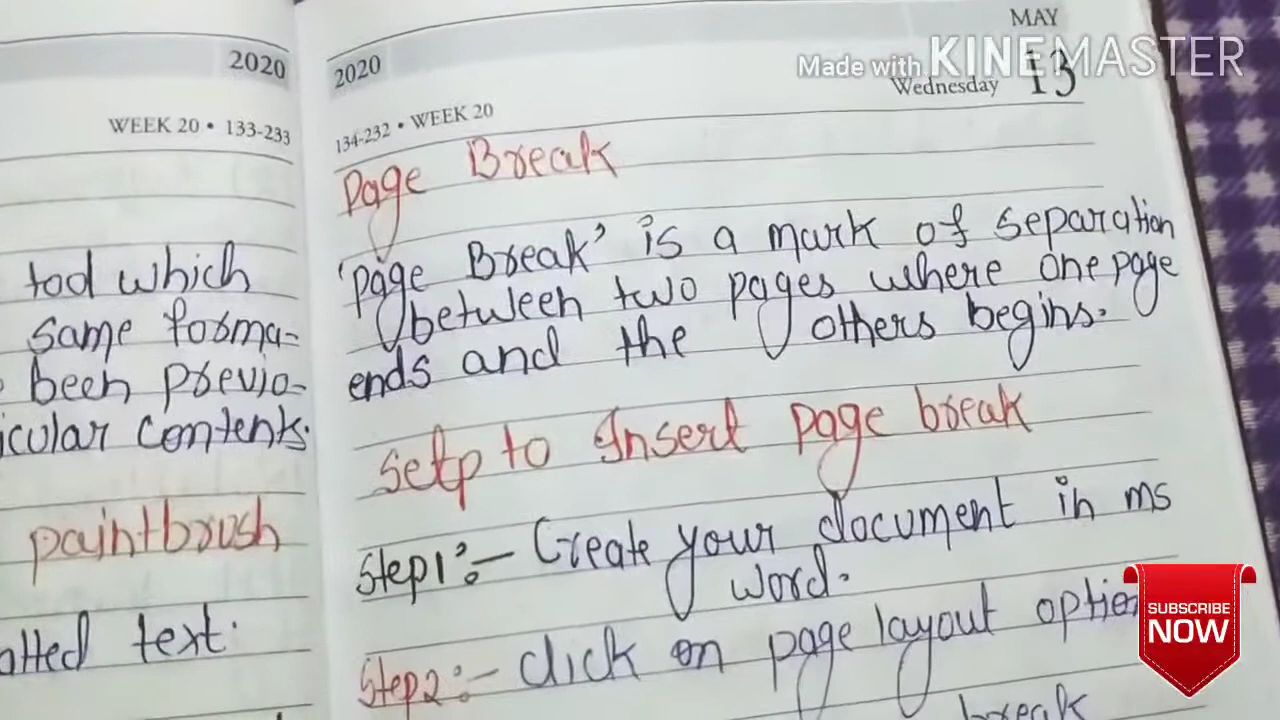 2020
WEEK 20 • 133-233
tool which
same forma-
been previo-
icular contents.
paintbrush
atted text.
MAY
2020
Made with KINEMASTER
Wednesday 13
134-232 • WEEK 20
Page Break
'Page Break' is a mark of separation
between two pages where one page
ends and the others begins.
Setp to Insert page break
Step1:- Create your document in ms
word.
Step2:- click on page layout option
break
SUBSCRIBE
NOW